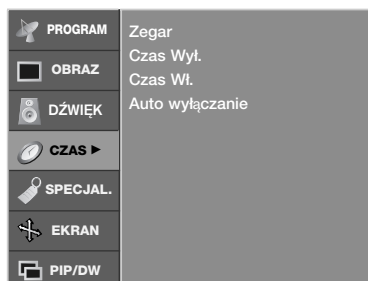 PROGRAM
OBRAZ
DŹWIĘK
CZAS ►
SPECJAL.
EKRAN
PIP/DW
Zegar
Czas Wył.
Czas Wł.
Auto wyłączanie